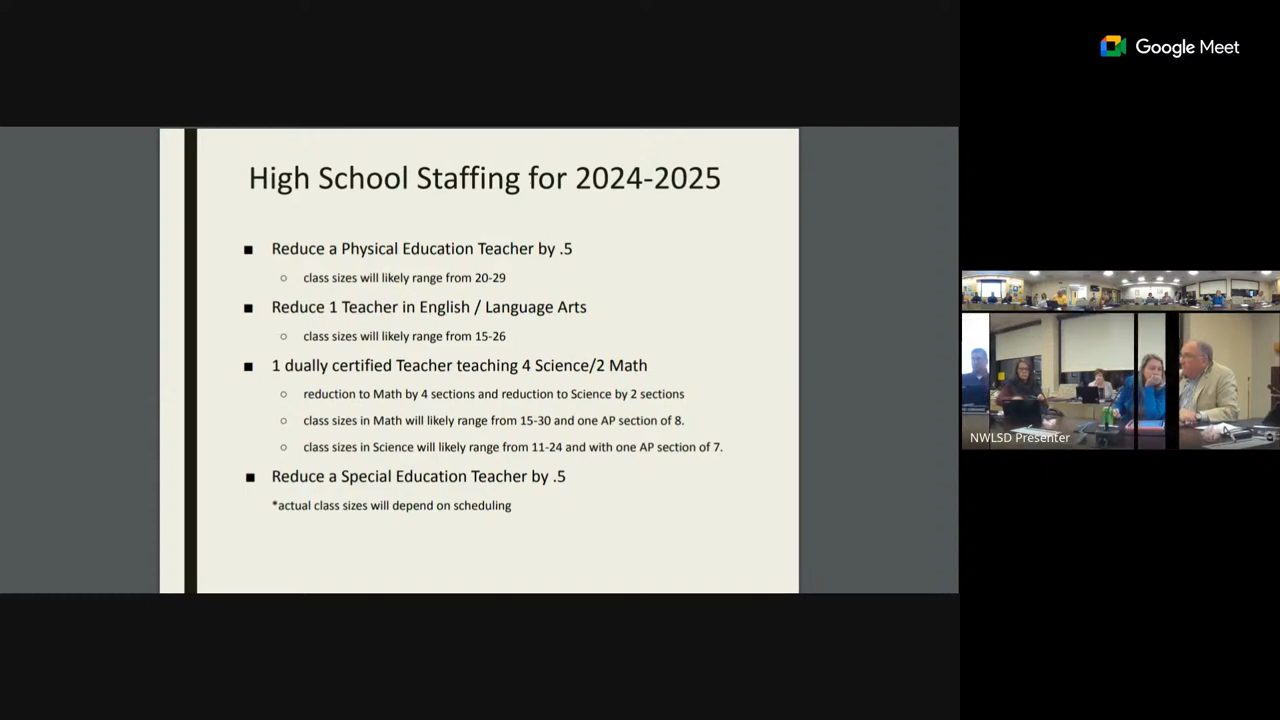 Google Meet
High School Staffing for 2024-2025
■ Reduce a Physical Education Teacher by .5
○ class sizes will likely range from 20-29
■ Reduce 1 Teacher in English / Language Arts
○ class sizes will likely range from 15-26
■ 1 dually certified Teacher teaching 4 Science/2 Math
○ reduction to Math by 4 sections and reduction to Science by 2 sections
○ class sizes in Math will likely range from 15-30 and one AP section of 8.
○ class sizes in Science will likely range from 11-24 and with one AP section of 7.
■ Reduce a Special Education Teacher by .5
*actual class sizes will depend on scheduling
NWLSD Presenter